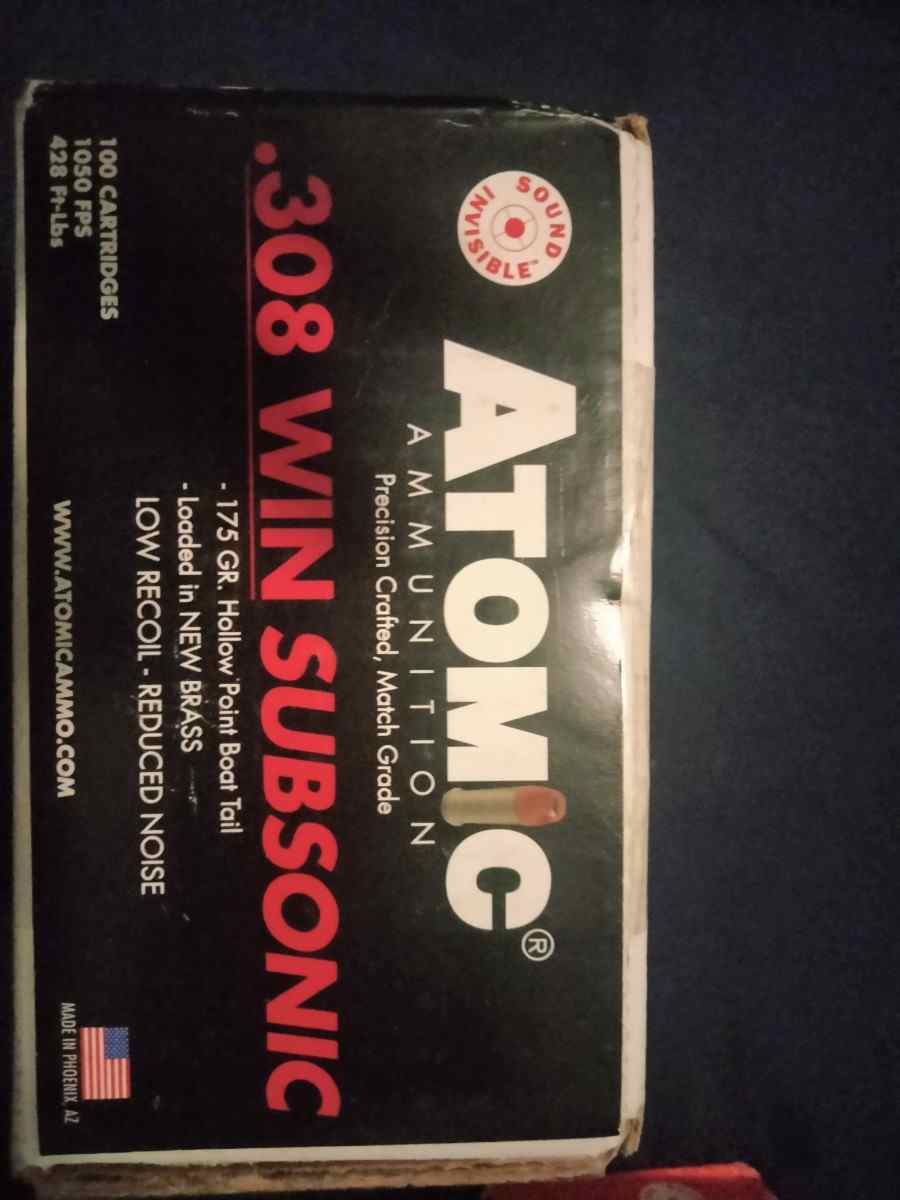 SOUND INVISIBLE™
ATOMIC®
AMMUNITION
Precision Crafted, Match Grade
.308 WIN SUBSONIC
- 175 GR. Hollow Point Boat Tail
- Loaded in NEW BRASS
LOW RECOIL - REDUCED NOISE
100 CARTRIDGES
1050 FPS
428 Ft-Lbs
WWW.ATOMICAMMO.COM
MADE IN PHOENIX, AZ